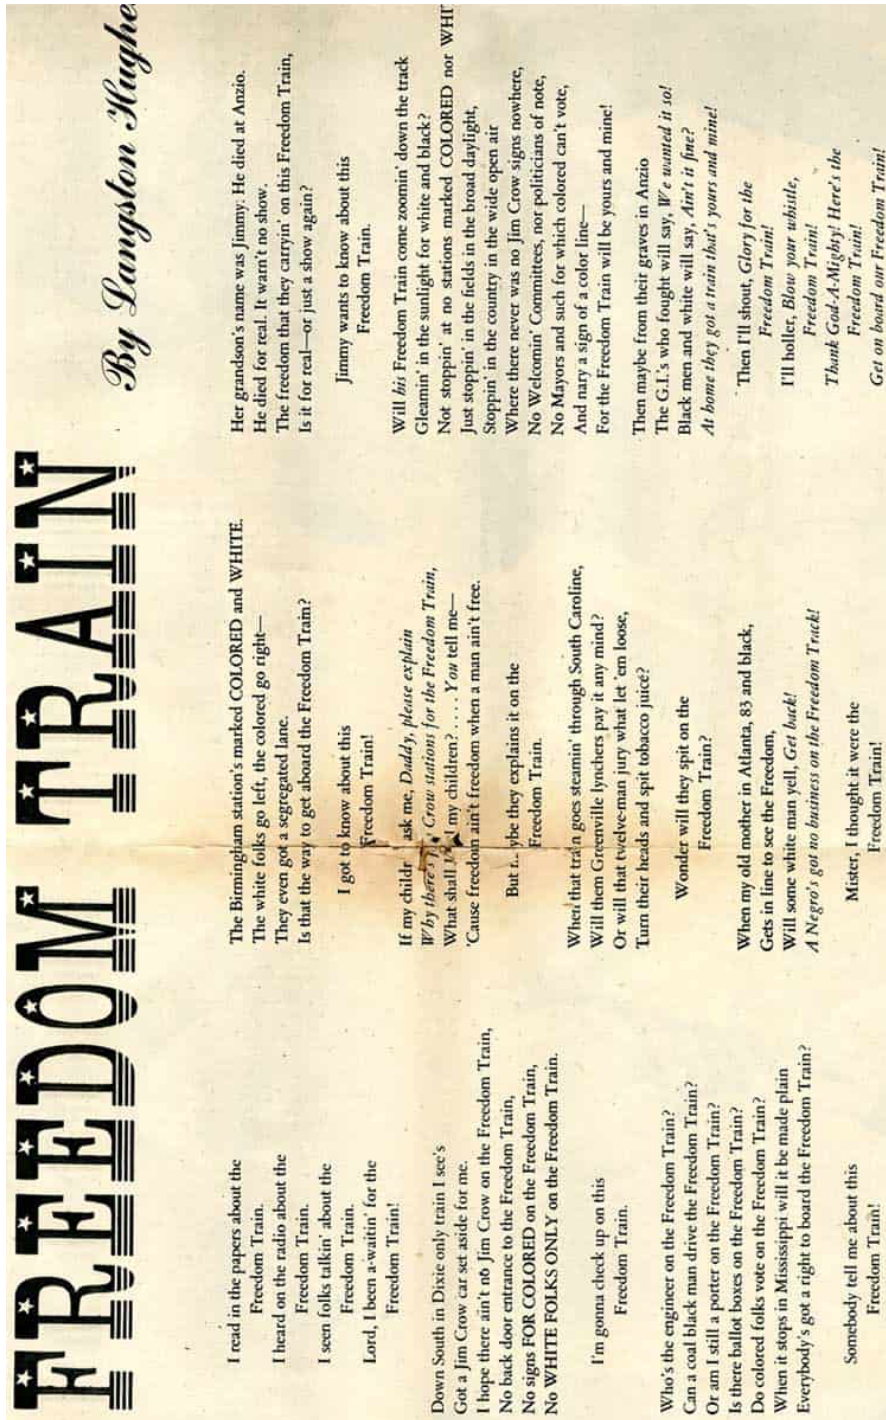 FREEDOM TRAIN
By Langston Hughe
I read in the papers about the
Freedom Train.
I heard on the radio about the
Freedom Train.
I seen folks talkin' about the
Freedom Train.
Lord, I been a-waitin' for the
Freedom Train!
Down South in Dixie only train I see's
Got a Jim Crow car set aside for me.
I hope there ain't no Jim Crow on the Freedom Train,
No back door entrance to the Freedom Train,
No signs FOR COLORED on the Freedom Train,
No WHITE FOLKS ONLY on the Freedom Train.
I'm gonna check up on this
Freedom Train.
Who's the engineer on the Freedom Train?
Can a coal black man drive the Freedom Train?
Or am I still a porter on the Freedom Train?
Is there ballot boxes on the Freedom Train?
Do colored folks vote on the Freedom Train?
When it stops in Mississippi will it be made plain
Everybody's got a right to board the Freedom Train?
Somebody tell me about this
Freedom Train!
The Birmingham station's marked COLORED and WHITE.
The white folks go left, the colored go right—
They even got a segregated lane.
Is that the way to get aboard the Freedom Train?
I got to know about this
Freedom Train!
If my childr ask me, Daddy, please explain
Why there's Crow stations for the Freedom Train,
What shall my children? . . . . . You tell me—
'Cause freedom ain't freedom when a man ain't free.
But ybe they explains it on the
Freedom Train.
When that train goes steamin' through South Caroline,
Will them Greenville lynchers pay it any mind?
Or will that twelve-man jury what let 'em loose,
Turn their heads and spit tobacco juice?
Wonder will they spit on the
Freedom Train?
When my old mother in Atlanta, 83 and black,
Gets in line to see the Freedom,
Will some white man yell, Get back!
A Negro's got no business on the Freedom Track!
Mister, I thought it were the
Freedom Train!
Her grandson's name was Jimmy. He died at Anzio.
He died for real. It warn't no show.
The freedom that they carryin' on this Freedom Train,
Is it for real—or just a show again?
Jimmy wants to know about this
Freedom Train.
Will his Freedom Train come zoomin' down the track
Gleamin' in the sunlight for white and black?
Not stoppin' at no stations marked COLORED nor WHI
Just stoppin' in the fields in the broad daylight,
Stoppin' in the country in the wide open air
Where there never was no Jim Crow signs nowhere,
No Welcomin' Committees, nor politicians of note,
No Mayors and such for which colored can't vote,
And nary a sign of a color line—
For the Freedom Train will be yours and mine!
Then maybe from their graves in Anzio
The G.I.'s who fought will say, We wanted it so!
Black men and white will say, Ain't it fine?
At home they got a train that's yours and mine!
Then I'll shout, Glory for the
Freedom Train!
I'll holler, Blow your whistle,
Freedom Train!
Thank God-A-Mighty! Here's the
Freedom Train!
Get on board our Freedom Train!